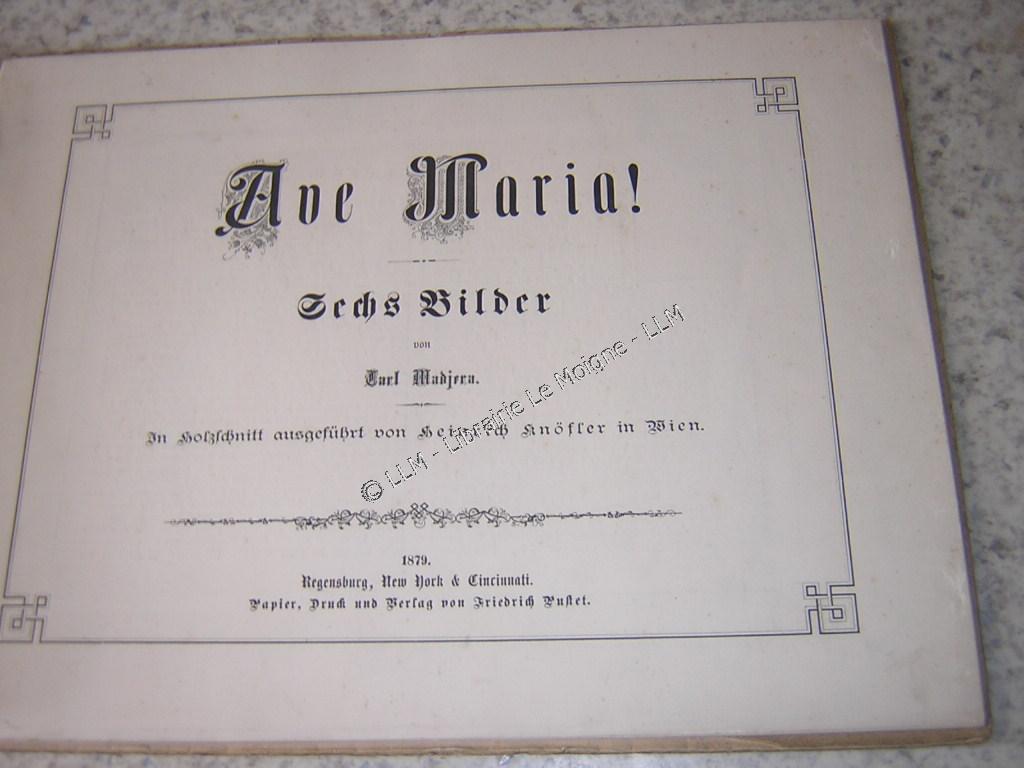 Ave Maria!
Sechs Bilder
von
Carl Madjera.
In Holzschnitt ausgeführt von Heinrich Knöfler in Wien.
© LLM - Librairie Le Moigne - LLM
1879.
Regensburg, New York & Cincinnati.
Papier, Druck und Verlag von Friedrich Pustet.